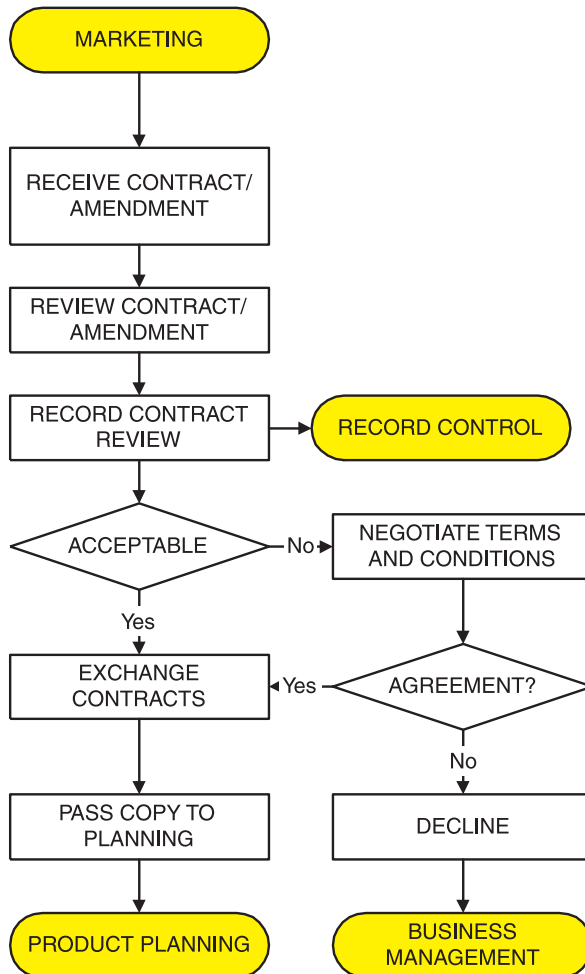 MARKETING
RECEIVE CONTRACT/
AMENDMENT
REVIEW CONTRACT/
AMENDMENT
RECORD CONTRACT
REVIEW
RECORD CONTROL
ACCEPTABLE
No
NEGOTIATE TERMS
AND CONDITIONS
Yes
EXCHANGE
CONTRACTS
Yes
AGREEMENT?
No
PASS COPY TO
PLANNING
DECLINE
PRODUCT PLANNING
BUSINESS
MANAGEMENT